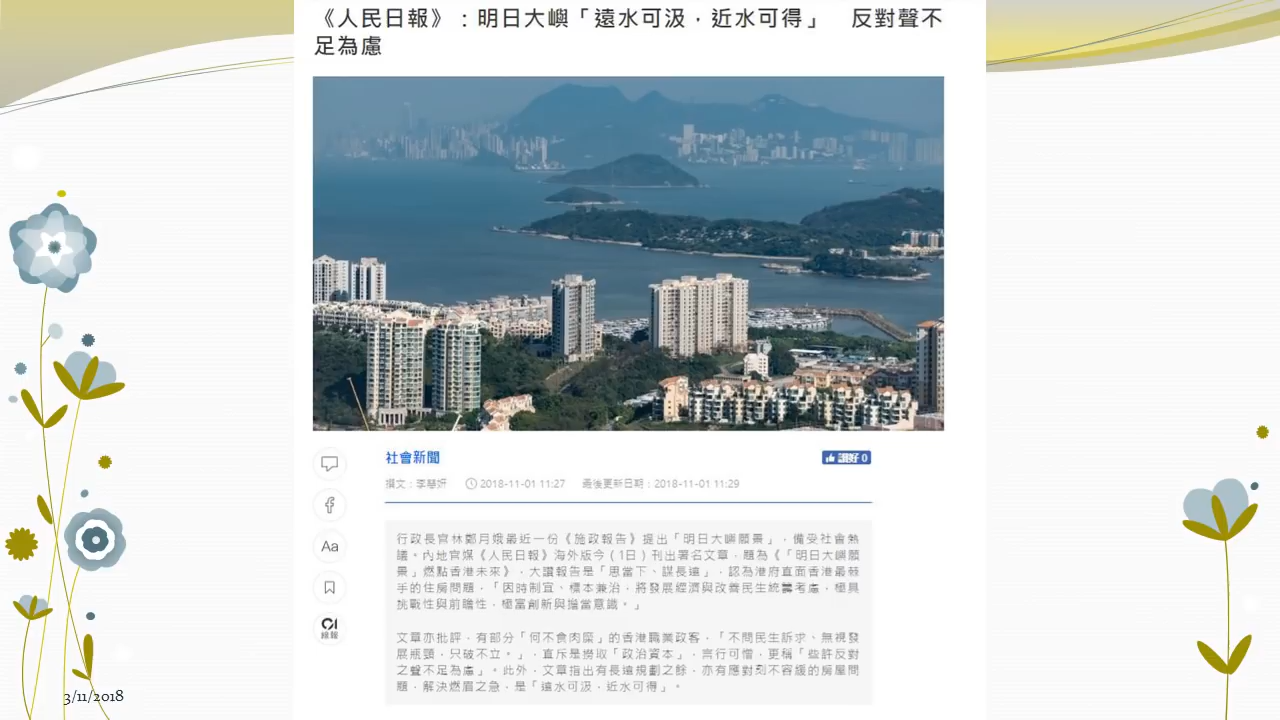 《人民日報》：明日大嶼「遠水可汲，近水可得」　反對聲不
足為慮
社會新聞
讚好 0
撰文：李慧妍　2018-11-01 11:27　最後更新日期：2018-11-01 11:29
Aa
行政長官林鄭月娥最近一份《施政報告》提出「明日大嶼願景」，備受社會熱
議。內地官媒《人民日報》海外版今（1日）刊出署名文章，題為《「明日大嶼願
景」燃點香港未來》，大讚報告是「思當下、謀長遠」，認為港府直面香港最棘
手的住房問題，「因時制宜、標本兼治，將發展經濟與改善民生統籌考慮，極具
挑戰性與前瞻性，極富創新與擔當意識。」
文章亦批評，有部分「何不食肉糜」的香港職業政客，「不問民生訴求、無視發
展瓶頸，只破不立。」，直斥是撈取「政治資本」，言行可憎，更稱「些許反對
之聲不足為慮」。此外，文章指出有長遠規劃之餘，亦有應對刻不容緩的房屋問
題，解決燃眉之急，是「遠水可汲，近水可得」。
3/11/2018